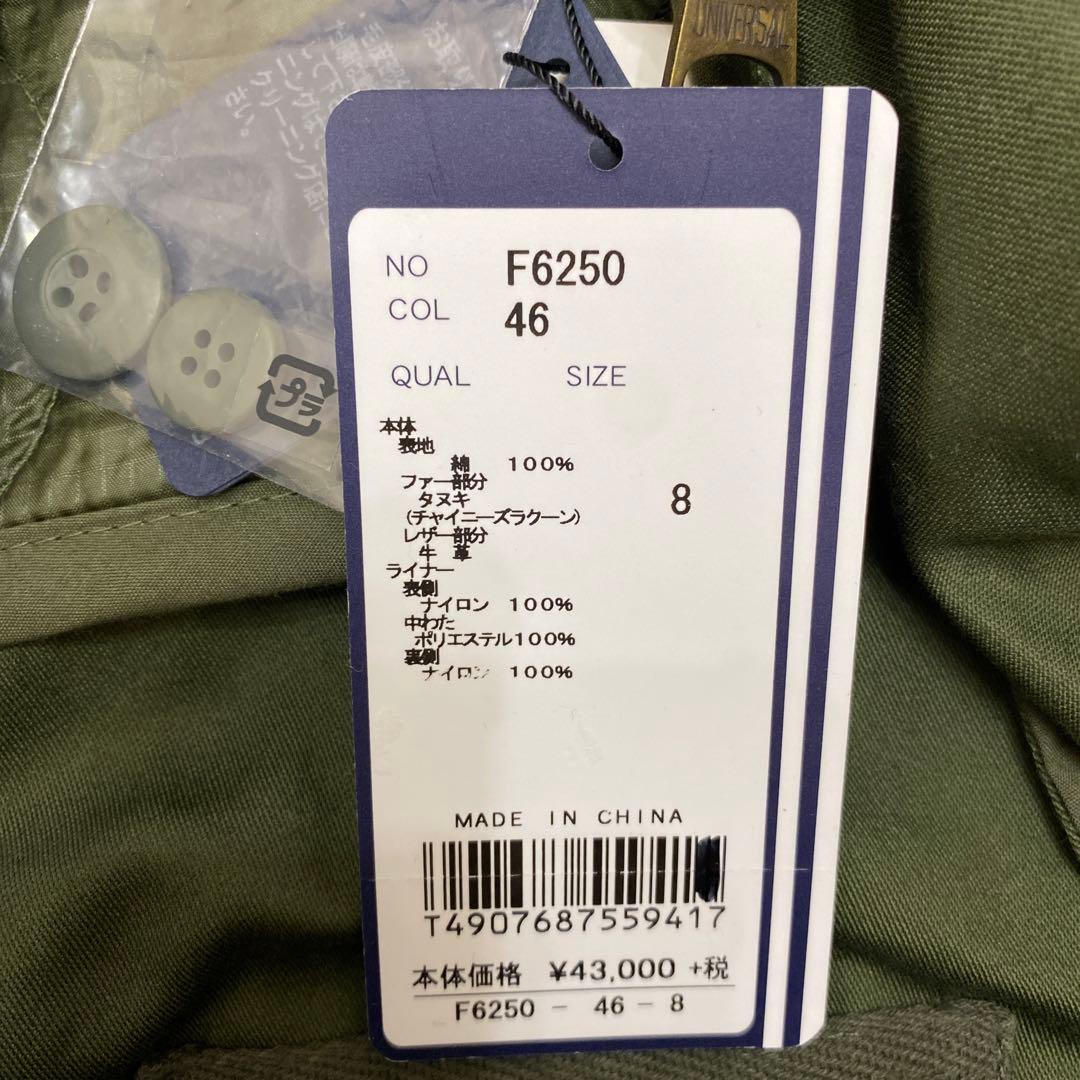 UNIVERSAL
さい。
プラ
NO F6250
COL 46
QUAL SIZE
本体
表地
綿 100%
ファー部分
タヌキ
(チャイニーズラクーン)
8
レザー部分
牛 革
ライナー
表側
ナイロン 100%
中わた
ポリエステル100%
裏側
ナイロン 100%
MADE IN CHINA
T4907687559417
本体価格 ¥43,000 +税
F6250 - 46 - 8